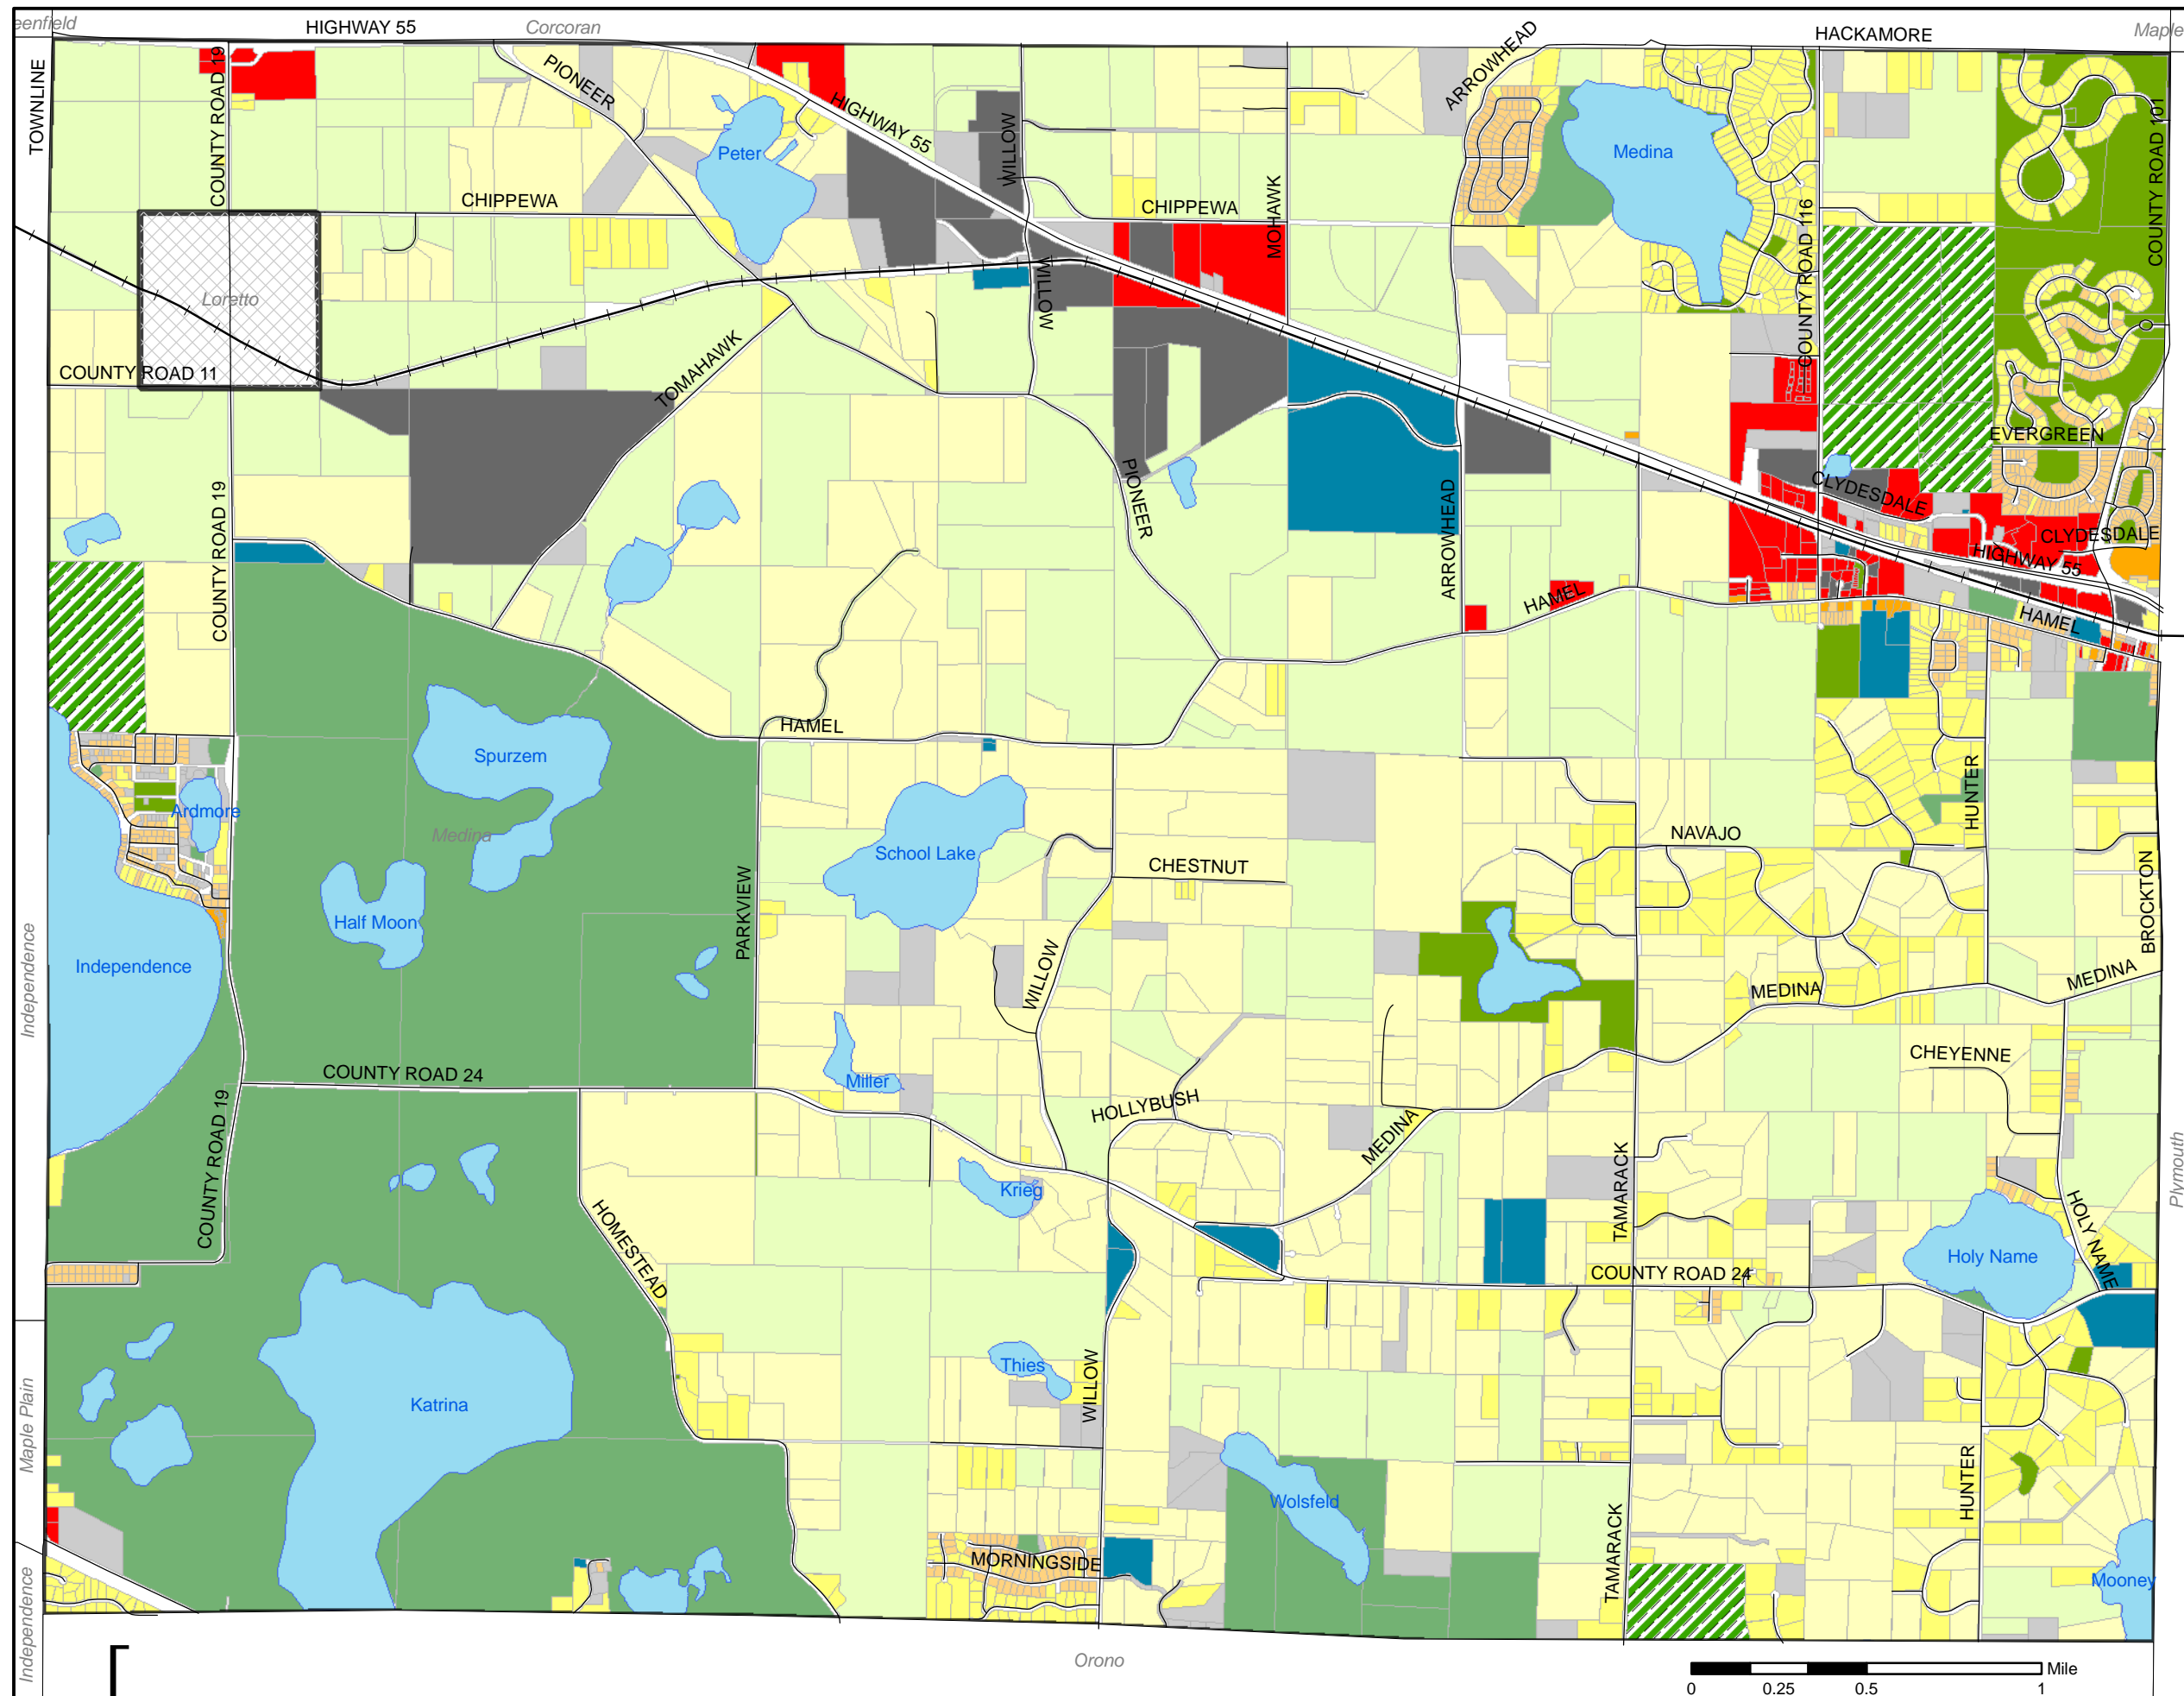 eenfield
HIGHWAY 55
Corcoran
ARROWHEAD
HACKAMORE
Maple
TOWNLINE
COUNTY ROAD 19
PIONEER
HIGHWAY 55
WILLOW
Peter
Medina
COUNTY ROAD 101
CHIPPEWA
CHIPPEWA
MOHAWK
COUNTY ROAD 116
Loretto
WILLOW
COUNTY ROAD 11
TOMAHAWK
EVERGREEN
PIONEER
ARROWHEAD
CLYDESDALE
CLYDESDALE
COUNTY ROAD 19
HIGHWAY 55
HAMEL
HAMEL
HAMEL
Spurzem
Ardmore
Medina
School Lake
HUNTER
NAVAJO
CHESTNUT
PARKVIEW
BROCKTON
Half Moon
Independence
Independence
WILLOW
MEDINA
MEDINA
COUNTY ROAD 24
Miller
CHEYENNE
HOLLYBUSH
MEDINA
COUNTY ROAD 19
TAMARACK
Plymouth
Krieg
HOMESTEAD
HOLY NAME
Holy Name
COUNTY ROAD 24
Thies
WILLOW
Katrina
Maple Plain
HUNTER
Wolsfeld
TAMARACK
MORNINGSIDE
Mooney
Independence
Orono
Mile
0 0.25 0.5 1